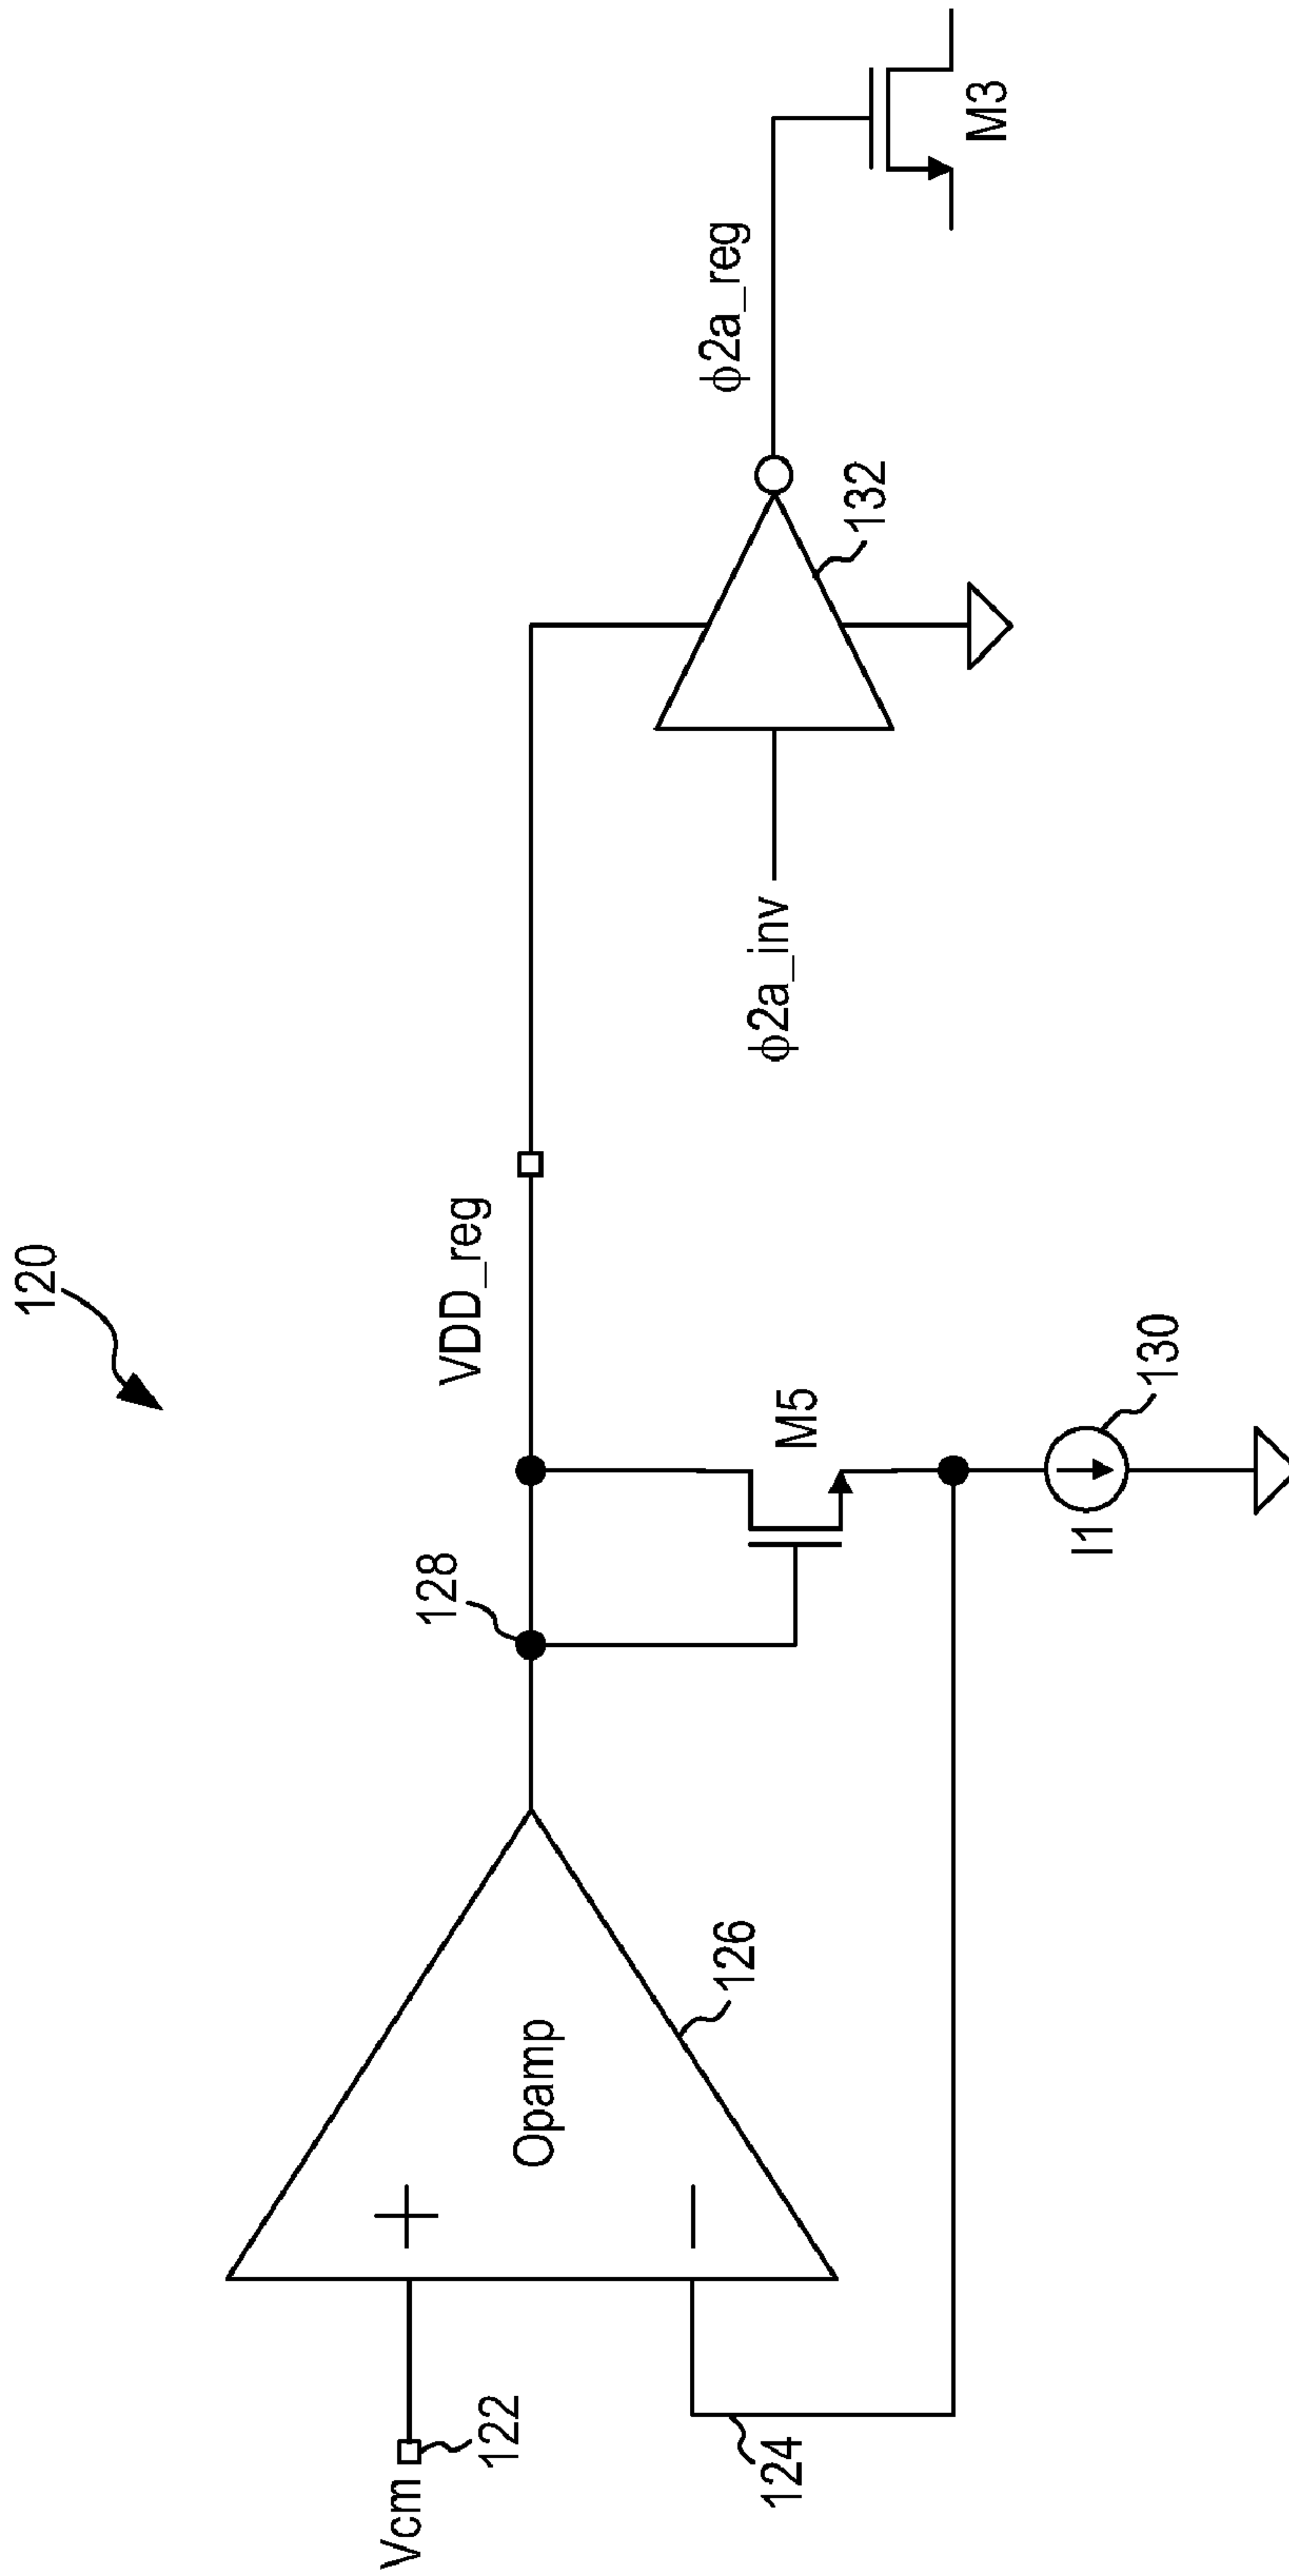 120
Vcm
122
124
+
−
Opamp
126
128
VDD_reg
M5
I1
130
ϕ2a_inv
132
ϕ2a_reg
M3